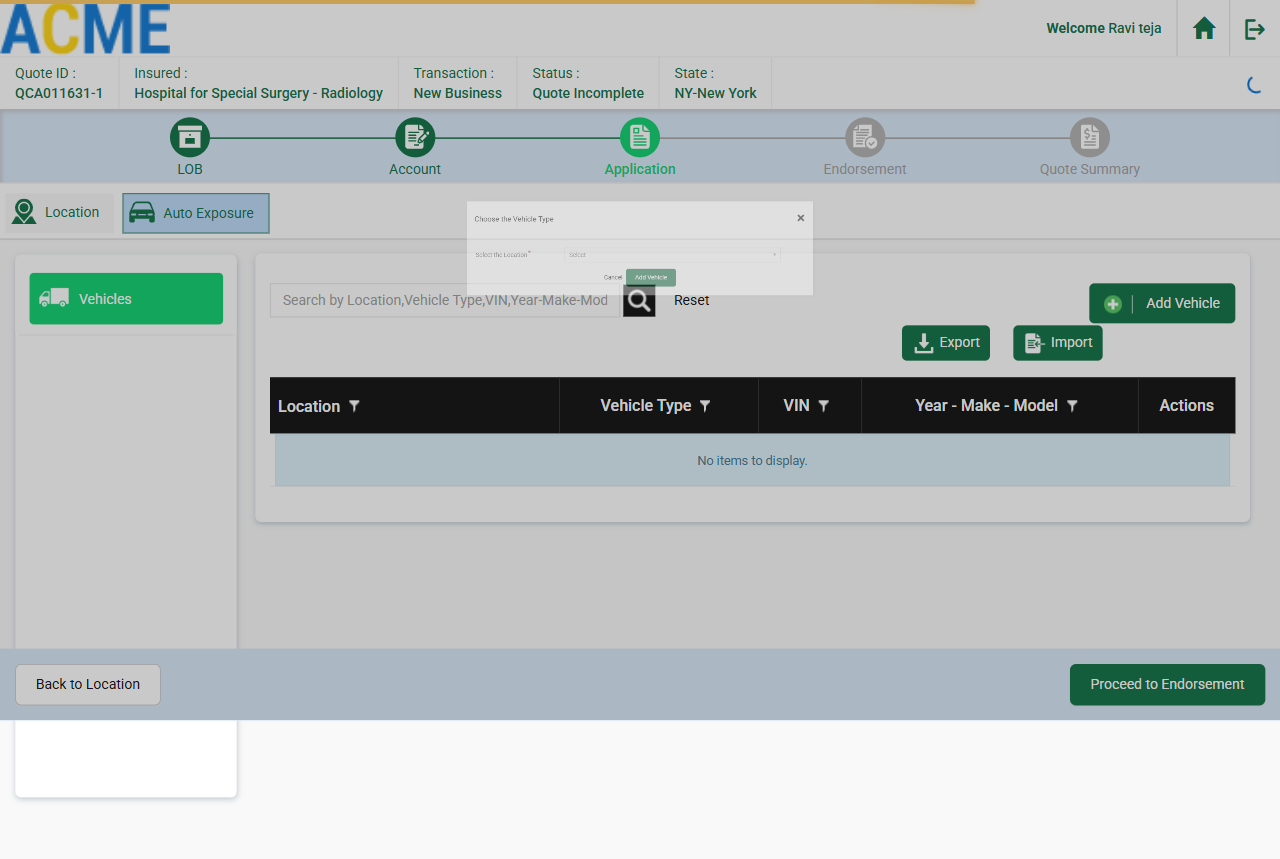 ACME
Welcome Ravi teja
Quote ID :
QCA011631-1
Insured :
Hospital for Special Surgery - Radiology
Transaction :
New Business
Status :
Quote Incomplete
State :
NY-New York
LOB
Account
Application
Endorsement
Quote Summary
Location
Auto Exposure
Choose the Vehicle Type
×
Select the Location*
Select
Cancel
Add Vehicle
Vehicles
Search by Location,Vehicle Type,VIN,Year-Make-Mod
Reset
Add Vehicle
Export
Import
Location
Vehicle Type
VIN
Year - Make - Model
Actions
No items to display.
Back to Location
Proceed to Endorsement